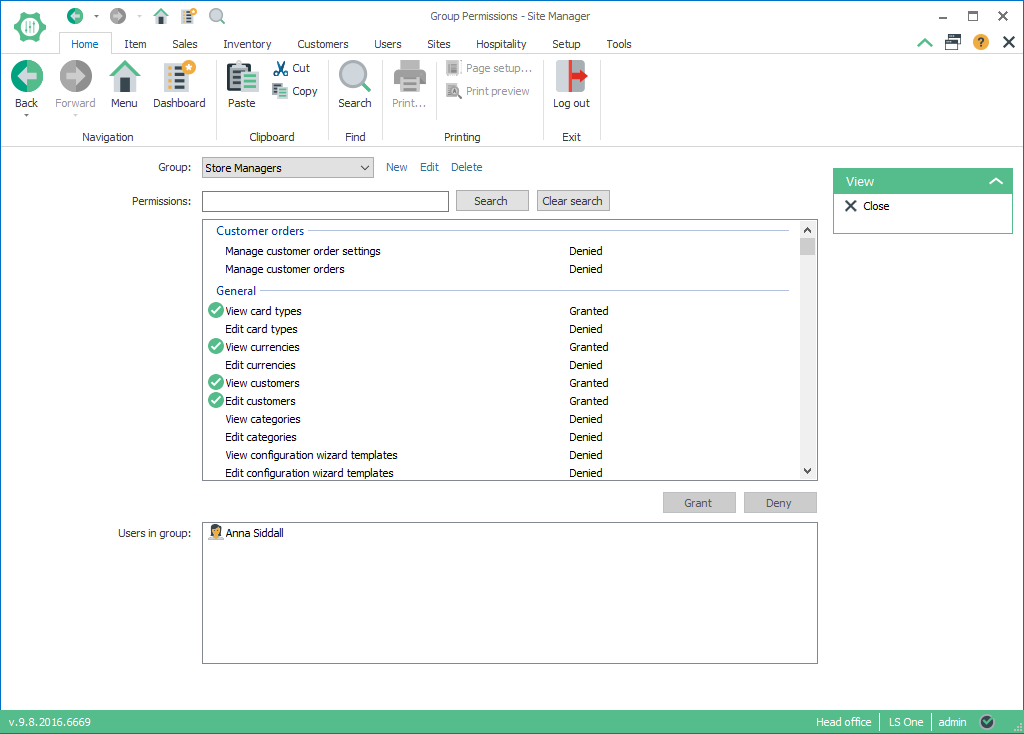 Group Permissions - Site Manager
Home Item Sales Inventory Customers Users Sites Hospitality Setup Tools
Back Forward Menu Dashboard Paste Cut Copy Search Print... Page setup... Print preview Log out
Navigation Clipboard Find Printing Exit
Group: Store Managers New Edit Delete
Permissions: Search Clear search
View
Close
Customer orders
Manage customer order settings Denied
Manage customer orders Denied
General
View card types Granted
Edit card types Denied
View currencies Granted
Edit currencies Denied
View customers Granted
Edit customers Granted
View categories Denied
Edit categories Denied
View configuration wizard templates Denied
Edit configuration wizard templates Denied
Grant Deny
Users in group: Anna Siddall
v.9.8.2016.6669 Head office LS One admin